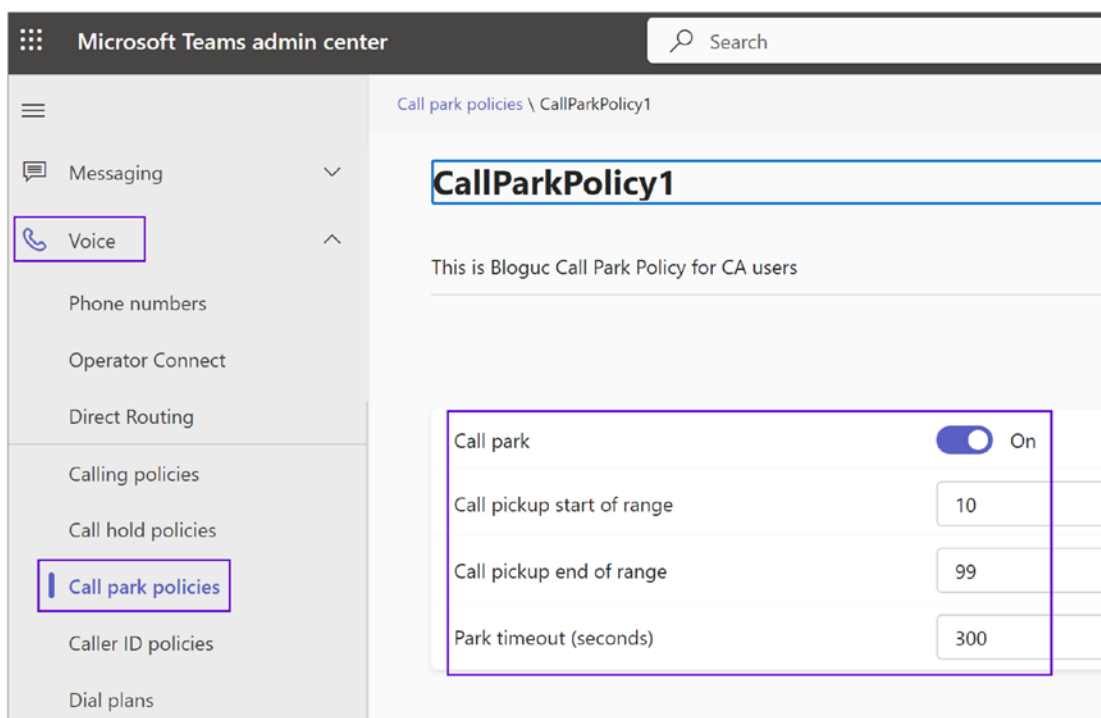 Microsoft Teams admin center
Search
Call park policies \ CallParkPolicy1
Messaging
Voice
Phone numbers
Operator Connect
Direct Routing
Calling policies
Call hold policies
Call park policies
Caller ID policies
Dial plans
CallParkPolicy1
This is Bloguc Call Park Policy for CA users
Call park On
Call pickup start of range 10
Call pickup end of range 99
Park timeout (seconds) 300